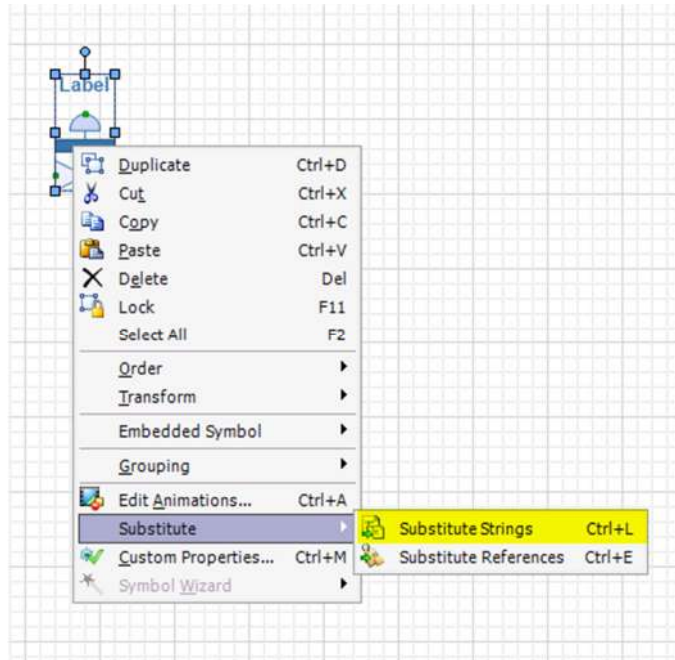 Label
Duplicate Ctrl+D
Cut Ctrl+X
Copy Ctrl+C
Paste Ctrl+V
Delete Del
Lock F11
Select All F2
Order
Transform
Embedded Symbol
Grouping
Edit Animations... Ctrl+A
Substitute
Substitute Strings Ctrl+L
Custom Properties... Ctrl+M
Substitute References Ctrl+E
Symbol Wizard